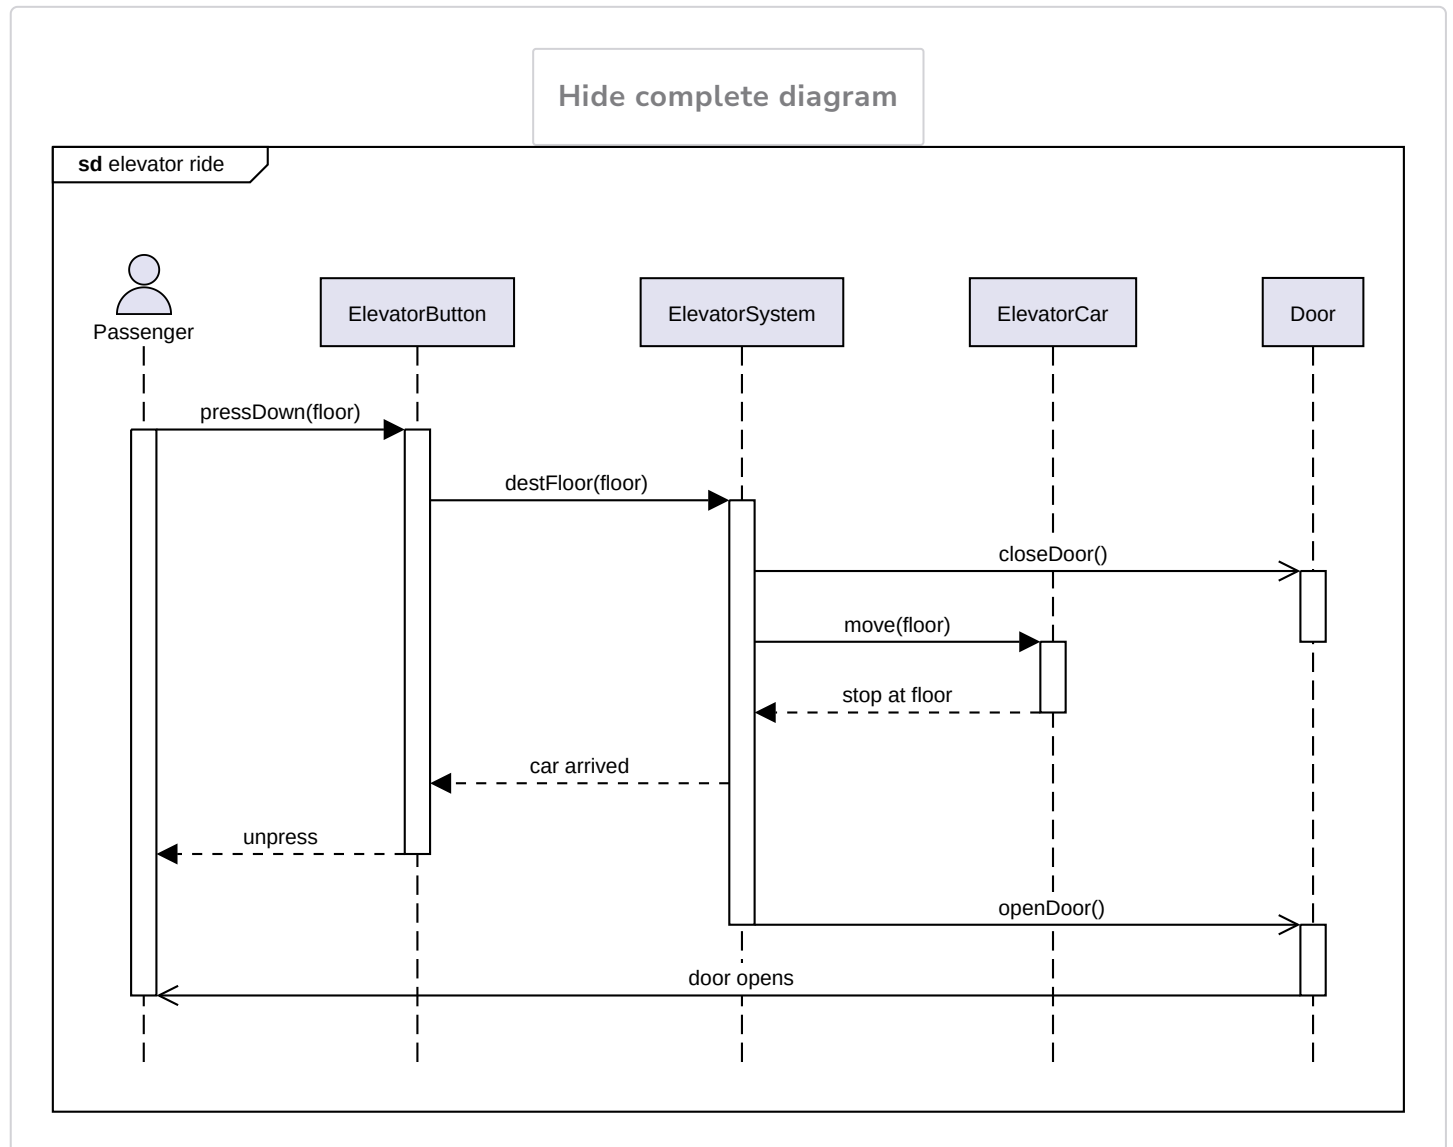 Hide complete diagram
sd elevator ride
Passenger
ElevatorButton
ElevatorSystem
ElevatorCar
Door
pressDown(floor)
destFloor(floor)
closeDoor()
move(floor)
stop at floor
car arrived
unpress
openDoor()
door opens